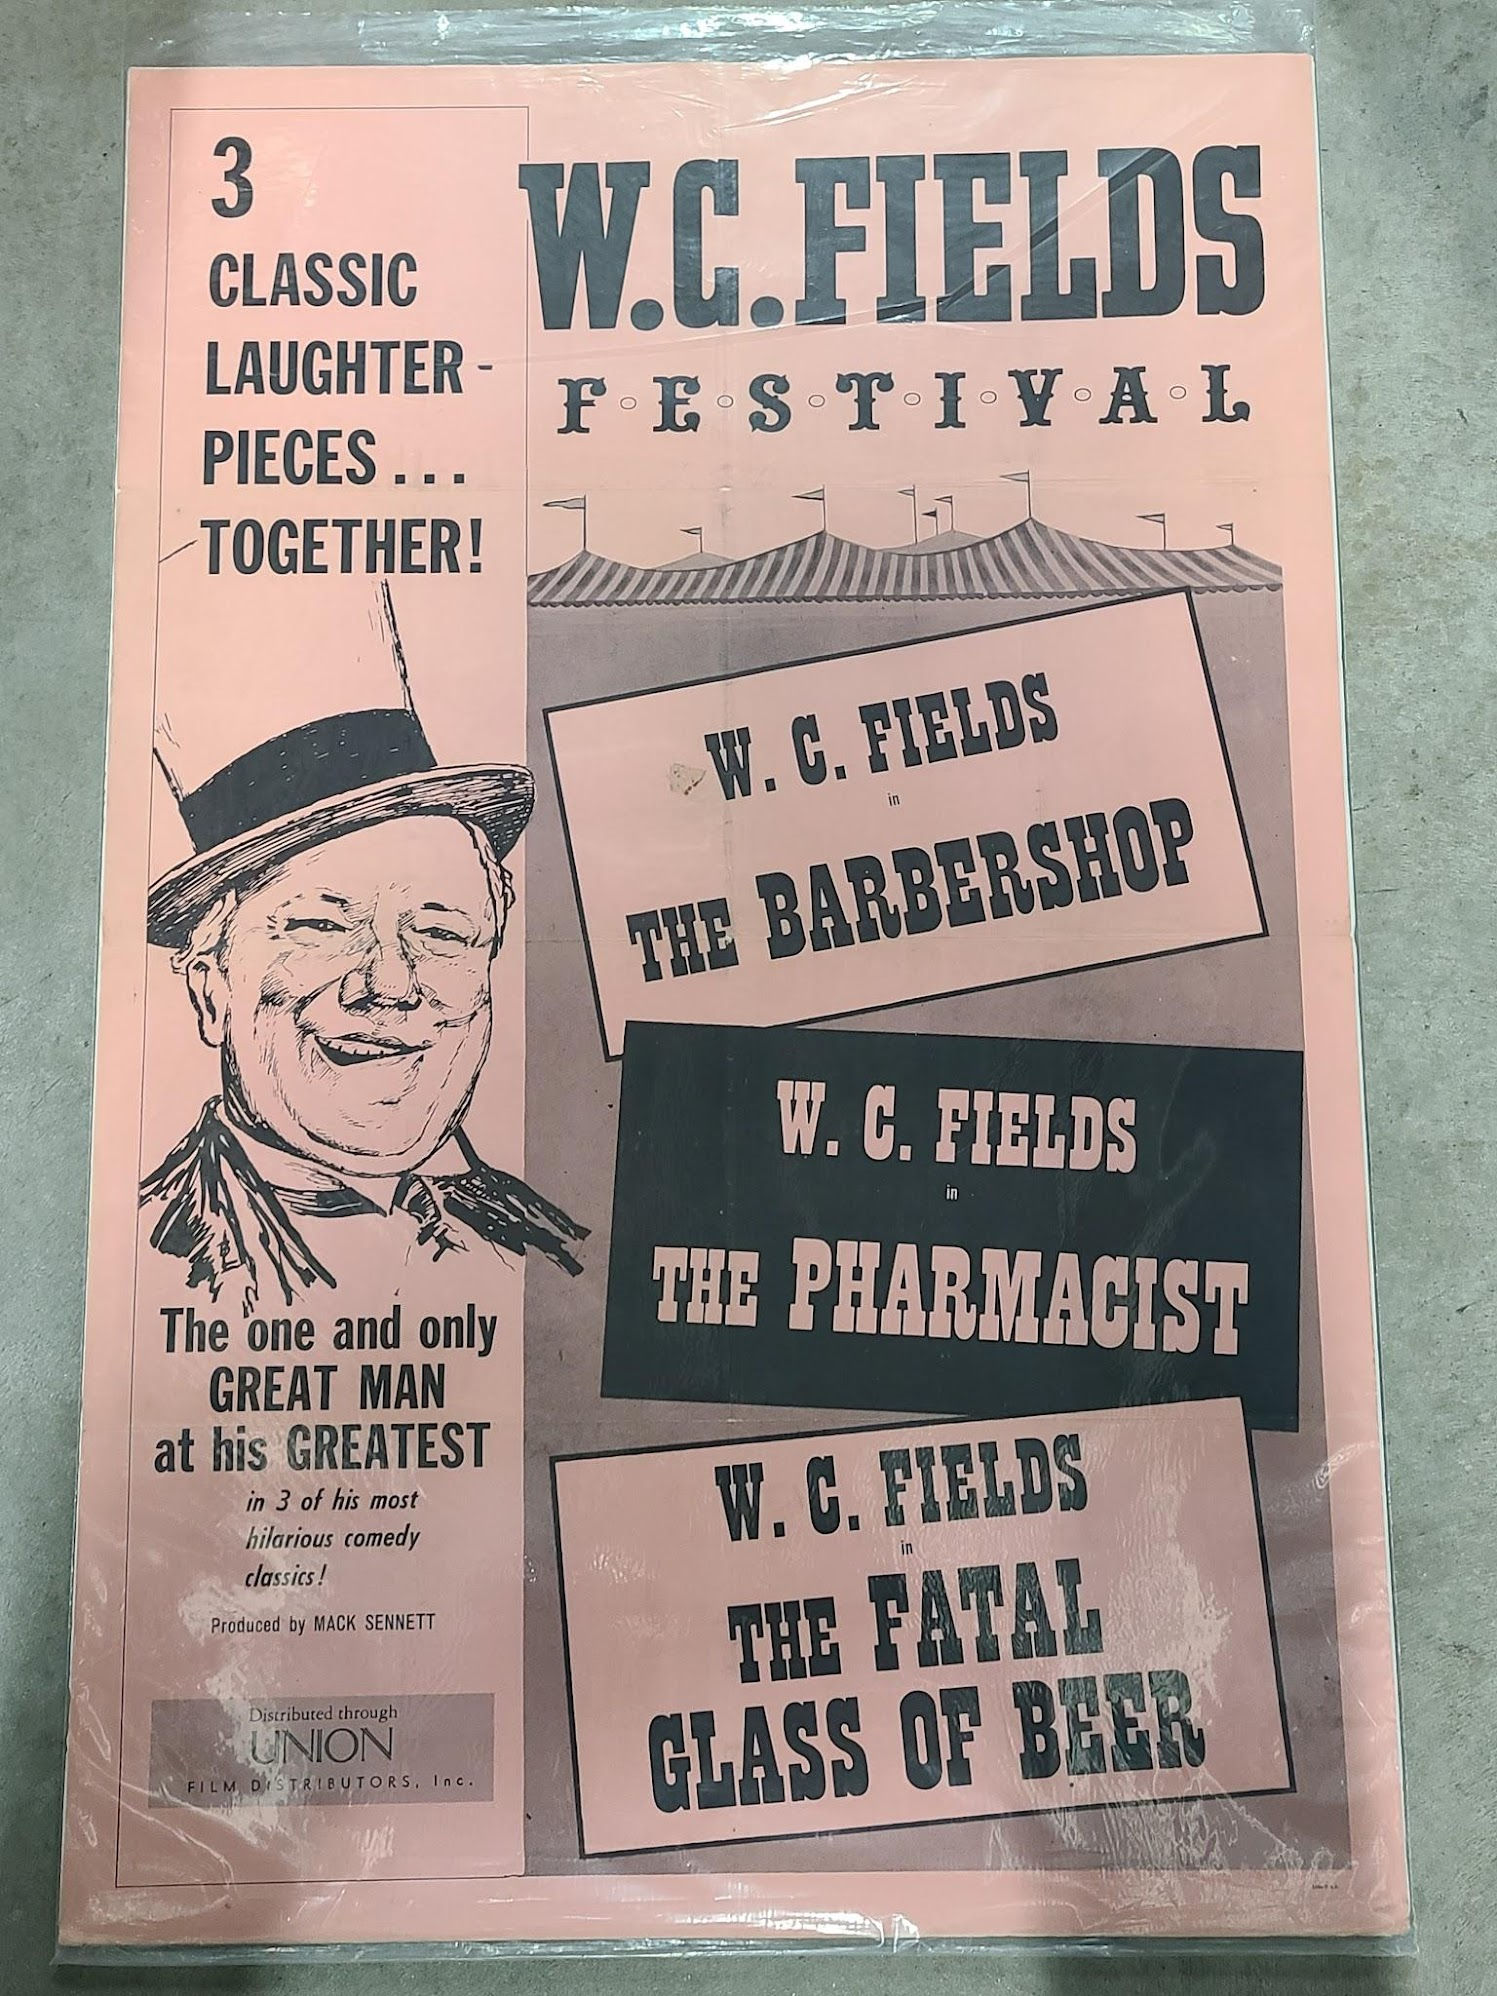 3
CLASSIC
LAUGHTER-
PIECES...
TOGETHER!
The one and only
GREAT MAN
at his GREATEST
in 3 of his most
hilarious comedy
classics!
Produced by MACK SENNETT
Distributed through
UNION
FILM DISTRIBUTORS, Inc.
W.C.FIELDS
F·E·S·T·I·V·A·L
W. C. FIELDS
in
THE BARBERSHOP
W. C. FIELDS
in
THE PHARMACIST
W. C. FIELDS
in
THE FATAL
GLASS OF BEER